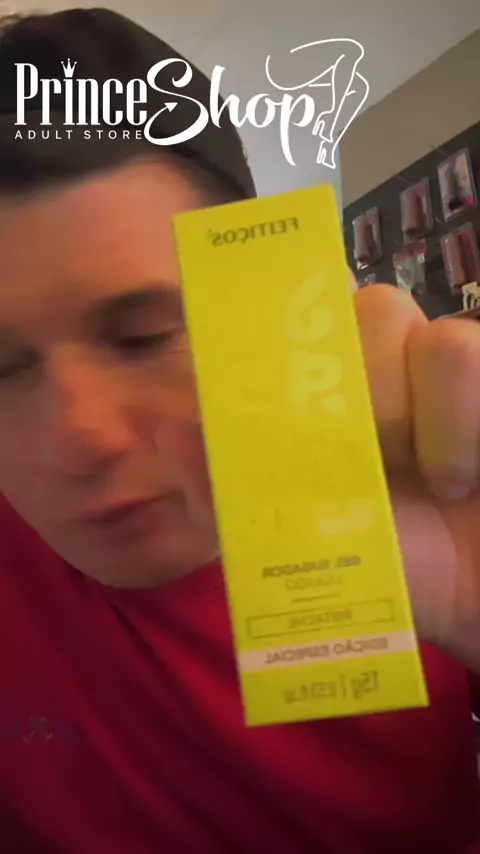 Prince Shop
ADULT STORE
FEITIÇOS
GEL SUGADOR
LÍQUIDO
PISTACHE
EDIÇÃO ESPECIAL
15g |